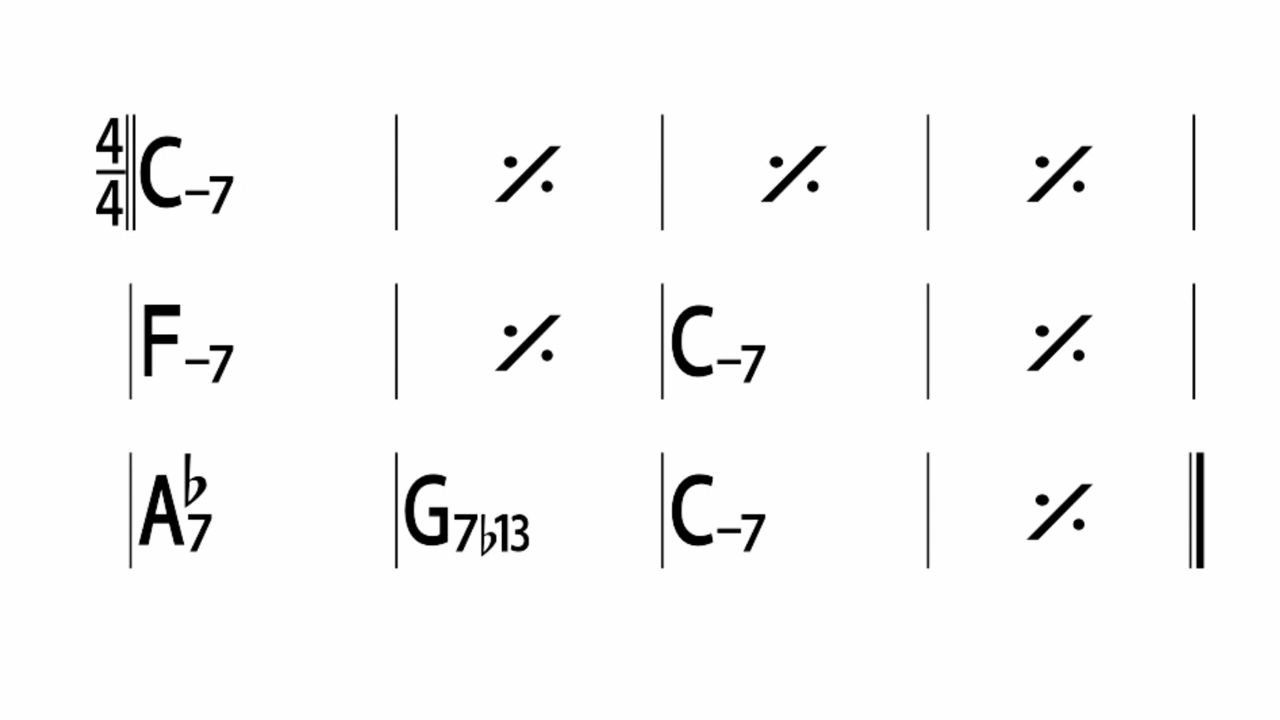 4/4 C–7 | 𝄎 | 𝄎 | 𝄎
F–7 | 𝄎 | C–7 | 𝄎
A♭7 | G7♭13 | C–7 | 𝄎